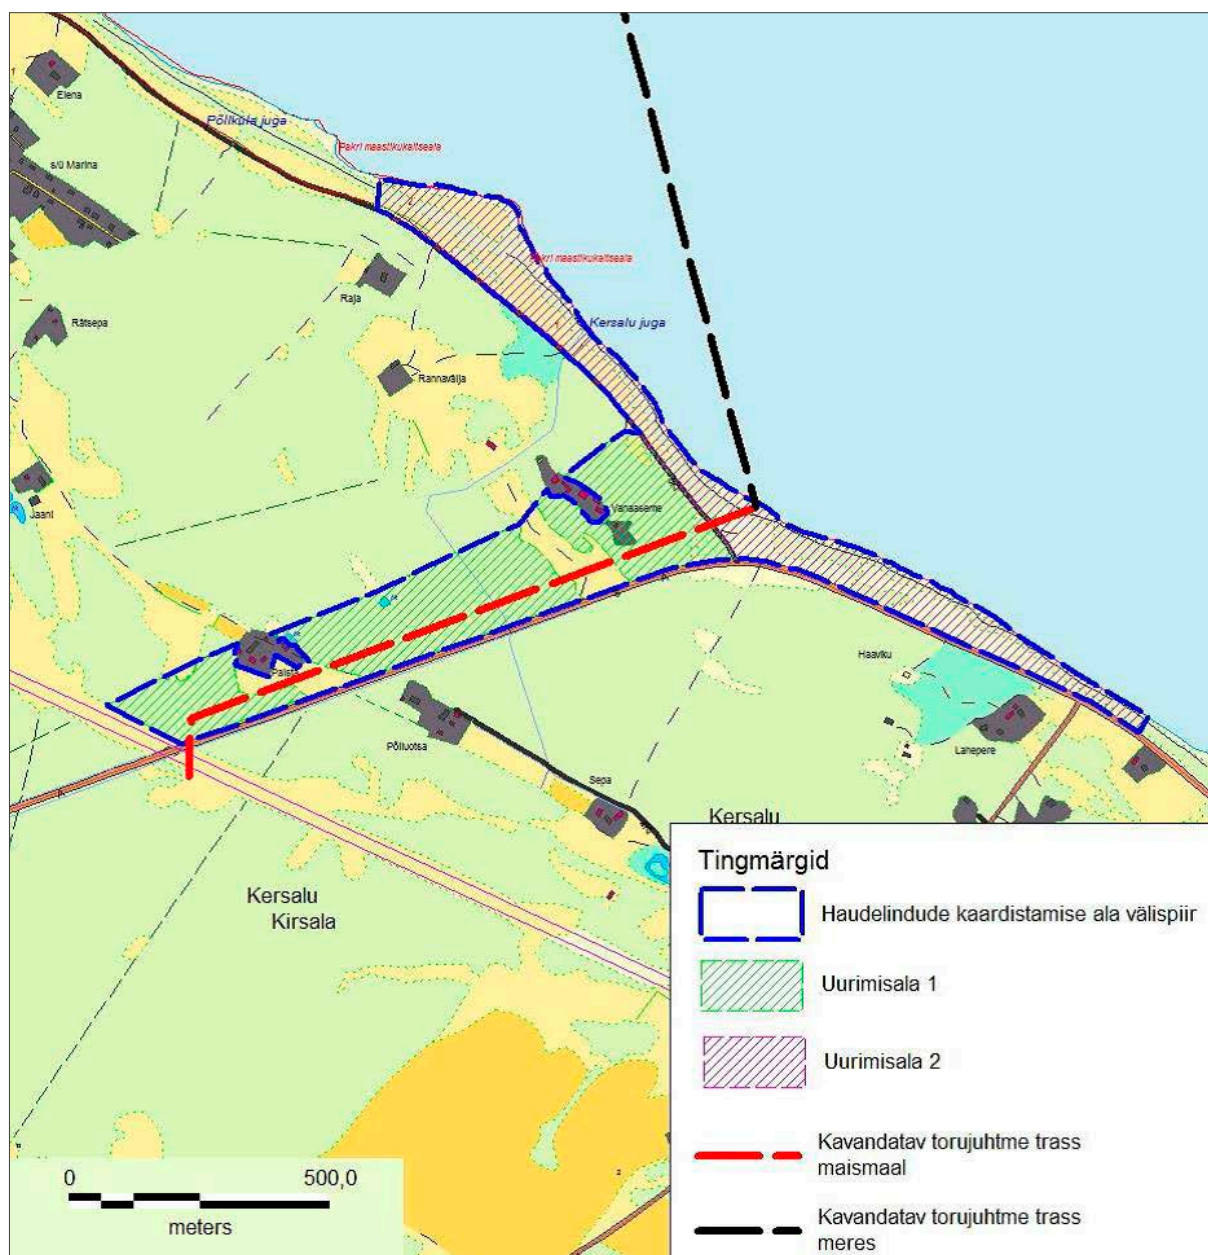 Elena
Põllküla juga
Pakri maastikukaitseala
s/ü Marina
Pakri maastikukaitseala
Raja
Rätsepa
Kersalu juga
Rannavälja
Jaani
Vanaaseme
Palsta
Haaviku
Põlluotsa
Lahepere
Sepa
Kersalu
Kersalu
Kirsala
Tingmärgid
Haudelindude kaardistamise ala välispiir
Uurimisala 1
Uurimisala 2
Kavandatav torujuhtme trass
maismaal
Kavandatav torujuhtme trass
meres
0 500,0
meters